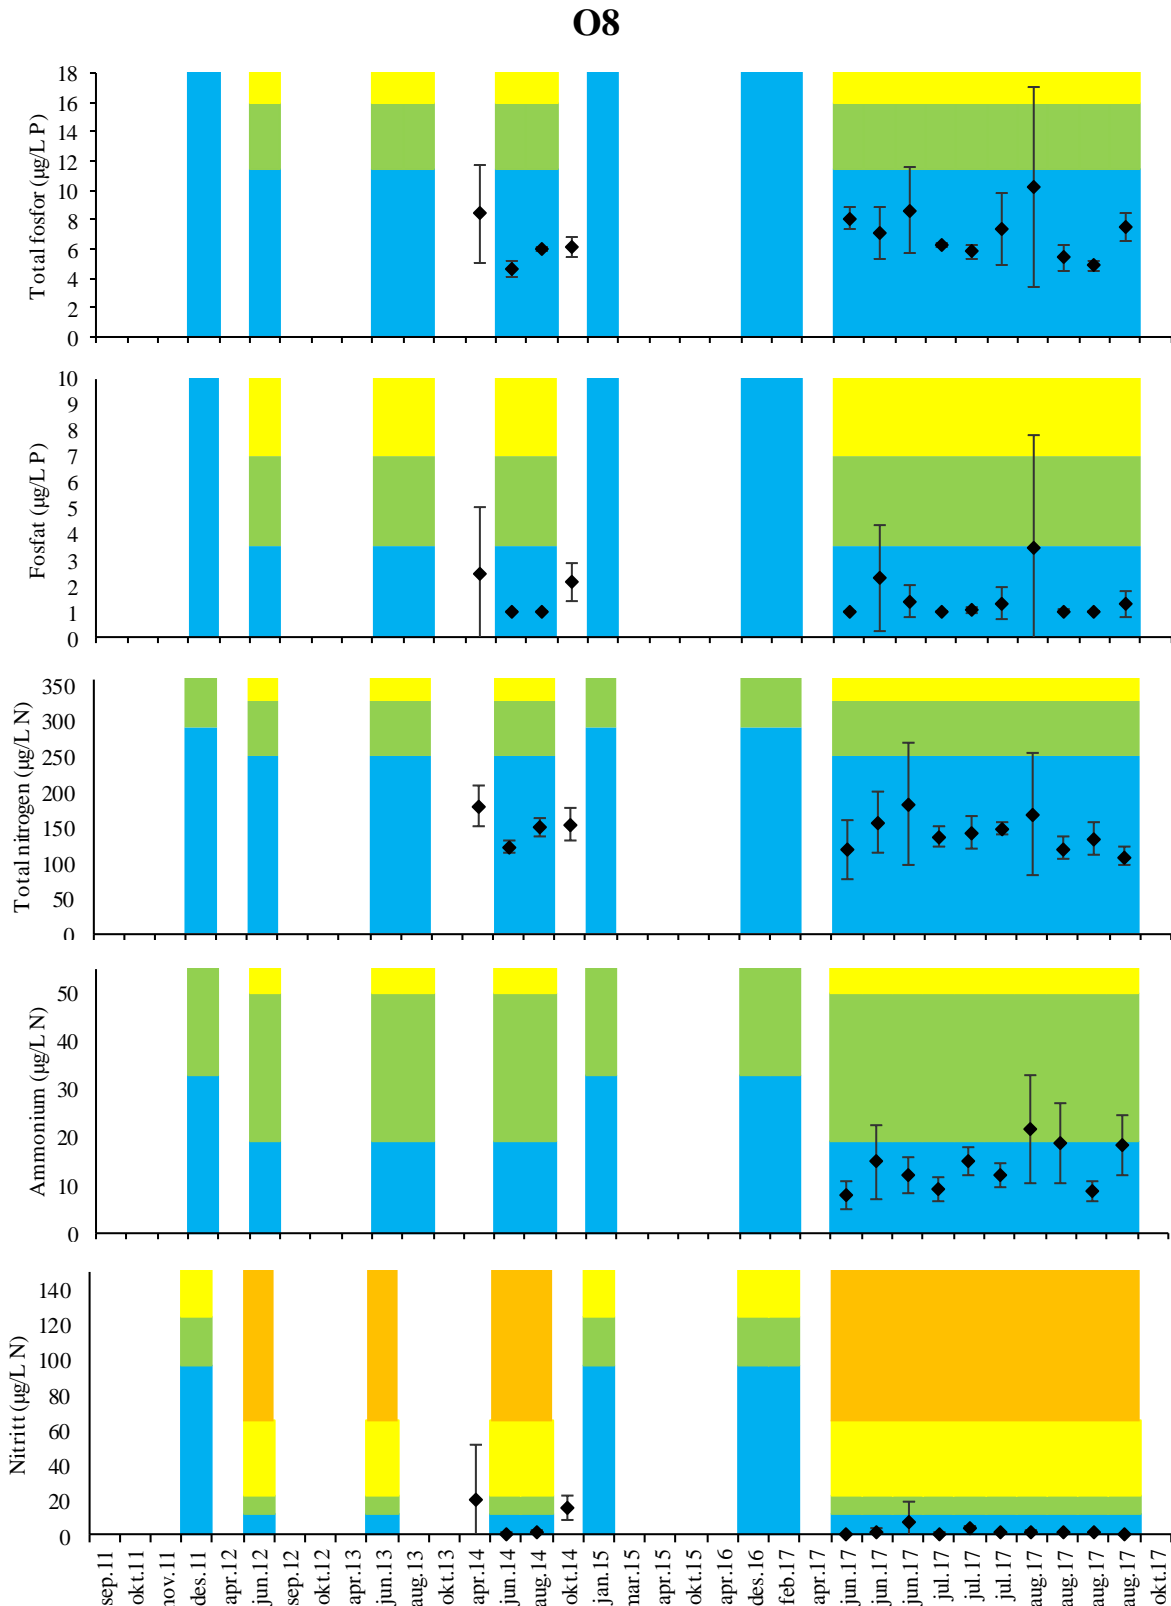 O8
Total fosfor (µg/L P)
18
16
14
12
10
8
6
4
2
0
Fosfat (µg/L P)
10
9
8
7
6
5
4
3
2
1
0
Total nitrogen (µg/L N)
350
300
250
200
150
100
50
0
Ammonium (µg/L N)
50
40
30
20
10
0
Nitritt (µg/L N)
140
120
100
80
60
40
20
0
sep.11
okt.11
nov.11
des.11
apr.12
jun.12
sep.12
okt.12
apr.13
jun.13
aug.13
okt.13
apr.14
jun.14
aug.14
okt.14
jan.15
mar.15
apr.15
okt.15
apr.16
des.16
feb.17
apr.17
jun.17
jun.17
jun.17
jul.17
jul.17
jul.17
aug.17
aug.17
aug.17
aug.17
okt.17